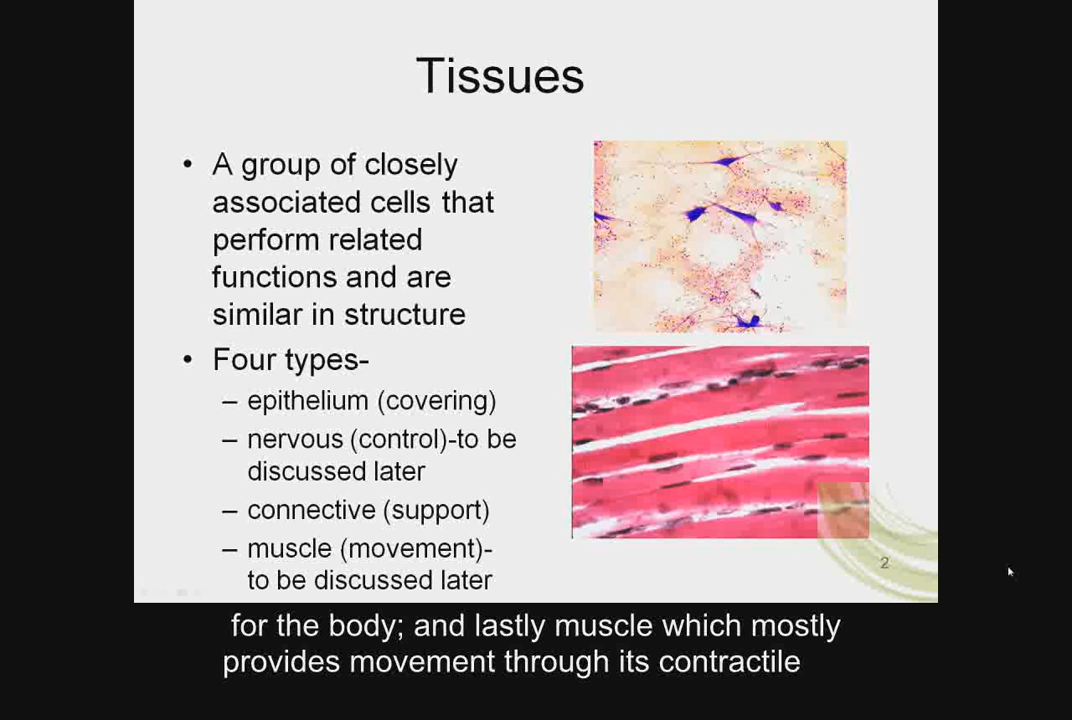 Tissues
• A group of closely
associated cells that
perform related
functions and are
similar in structure
• Four types-
– epithelium (covering)
– nervous (control)-to be
discussed later
– connective (support)
– muscle (movement)-
to be discussed later
2
for the body; and lastly muscle which mostly
provides movement through its contractile